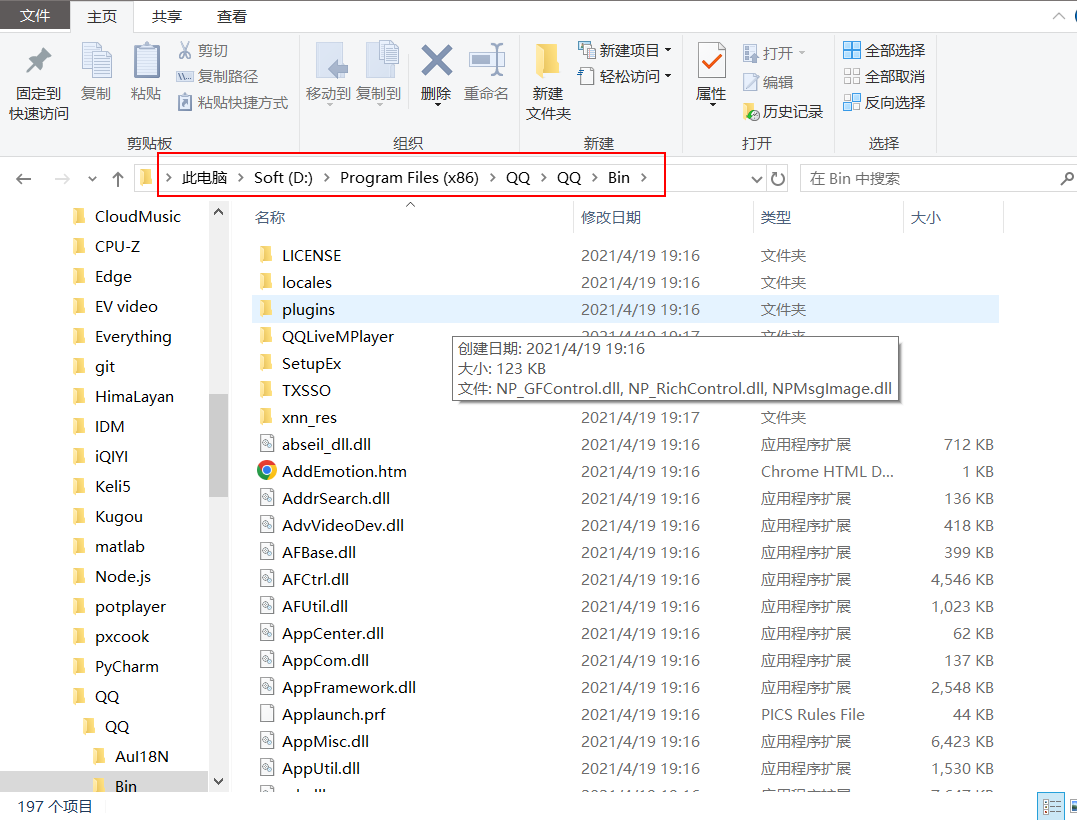 文件 主页 共享 查看
固定到快速访问
复制
粘贴
剪切
复制路径
粘贴快捷方式
剪贴板
移动到
复制到
删除
重命名
组织
新建文件夹
新建项目
轻松访问
新建
属性
打开
编辑
历史记录
打开
全部选择
全部取消
反向选择
选择
此电脑 > Soft (D:) > Program Files (x86) > QQ > QQ > Bin >
在 Bin 中搜索
CloudMusic
CPU-Z
Edge
EV video
Everything
git
HimaLayan
IDM
iQIYI
Keli5
Kugou
matlab
Node.js
potplayer
pxcook
PyCharm
QQ
QQ
AuI18N
Bin
名称 修改日期 类型 大小
LICENSE 2021/4/19 19:16 文件夹
locales 2021/4/19 19:16 文件夹
plugins 2021/4/19 19:16 文件夹
QQLiveMPlayer 2021/4/19 19:17 文件夹
SetupEx
TXSSO
创建日期: 2021/4/19 19:16
大小: 123 KB
文件: NP_GFControl.dll, NP_RichControl.dll, NPMsgImage.dll
xnn_res 2021/4/19 19:17 文件夹
abseil_dll.dll 2021/4/19 19:16 应用程序扩展 712 KB
AddEmotion.htm 2021/4/19 19:16 Chrome HTML D... 1 KB
AddrSearch.dll 2021/4/19 19:16 应用程序扩展 136 KB
AdvVideoDev.dll 2021/4/19 19:16 应用程序扩展 418 KB
AFBase.dll 2021/4/19 19:16 应用程序扩展 399 KB
AFCtrl.dll 2021/4/19 19:16 应用程序扩展 4,546 KB
AFUtil.dll 2021/4/19 19:16 应用程序扩展 1,023 KB
AppCenter.dll 2021/4/19 19:16 应用程序扩展 62 KB
AppCom.dll 2021/4/19 19:16 应用程序扩展 137 KB
AppFramework.dll 2021/4/19 19:16 应用程序扩展 2,548 KB
Applaunch.prf 2021/4/19 19:16 PICS Rules File 44 KB
AppMisc.dll 2021/4/19 19:16 应用程序扩展 6,423 KB
AppUtil.dll 2021/4/19 19:16 应用程序扩展 1,530 KB
197 个项目